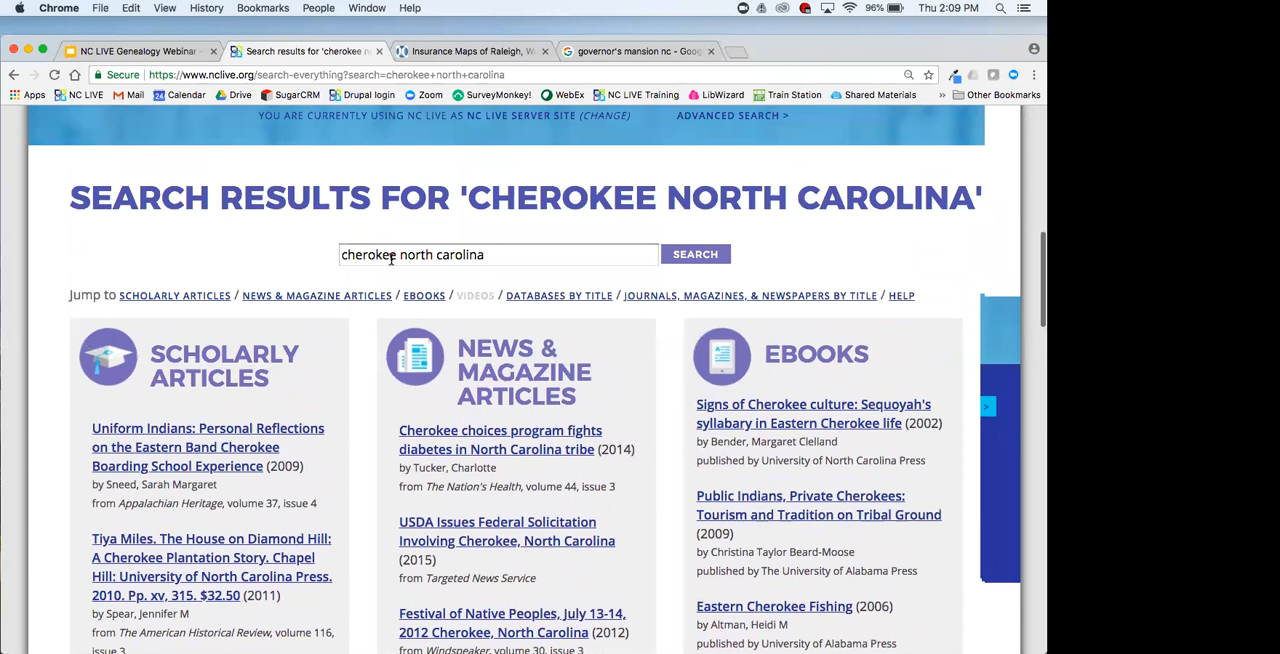 Chrome File Edit View History Bookmarks People Window Help 96% Thu 2:09 PM
NC LIVE Genealogy Webinar - × Search results for 'cherokee n × Insurance Maps of Raleigh, W × governor's mansion nc - Goog ×
Secure https://www.nclive.org/search-everything?search=cherokee+north+carolina
Apps NC LIVE Mail Calendar Drive SugarCRM Drupal login Zoom SurveyMonkey! WebEx NC LIVE Training LibWizard Train Station Shared Materials » Other Bookmarks
YOU ARE CURRENTLY USING NC LIVE AS NC LIVE SERVER SITE (CHANGE) ADVANCED SEARCH >
SEARCH RESULTS FOR 'CHEROKEE NORTH CAROLINA'
cherokee north carolina SEARCH
Jump to SCHOLARLY ARTICLES / NEWS & MAGAZINE ARTICLES / EBOOKS / VIDEOS / DATABASES BY TITLE / JOURNALS, MAGAZINES, & NEWSPAPERS BY TITLE / HELP
SCHOLARLY
ARTICLES
Uniform Indians: Personal Reflections
on the Eastern Band Cherokee
Boarding School Experience (2009)
by Sneed, Sarah Margaret
from Appalachian Heritage, volume 37, issue 4
Tiya Miles. The House on Diamond Hill:
A Cherokee Plantation Story. Chapel
Hill: University of North Carolina Press.
2010. Pp. xv, 315. $32.50 (2011)
by Spear, Jennifer M
from The American Historical Review, volume 116,
issue 3
NEWS &
MAGAZINE
ARTICLES
Cherokee choices program fights
diabetes in North Carolina tribe (2014)
by Tucker, Charlotte
from The Nation's Health, volume 44, issue 3
USDA Issues Federal Solicitation
Involving Cherokee, North Carolina
(2015)
from Targeted News Service
Festival of Native Peoples, July 13-14,
2012 Cherokee, North Carolina (2012)
from Windspeaker, volume 30, issue 3
EBOOKS
Signs of Cherokee culture: Sequoyah's
syllabary in Eastern Cherokee life (2002)
by Bender, Margaret Clelland
published by University of North Carolina Press
Public Indians, Private Cherokees:
Tourism and Tradition on Tribal Ground
(2009)
by Christina Taylor Beard-Moose
published by The University of Alabama Press
Eastern Cherokee Fishing (2006)
by Altman, Heidi M
published by University of Alabama Press
>